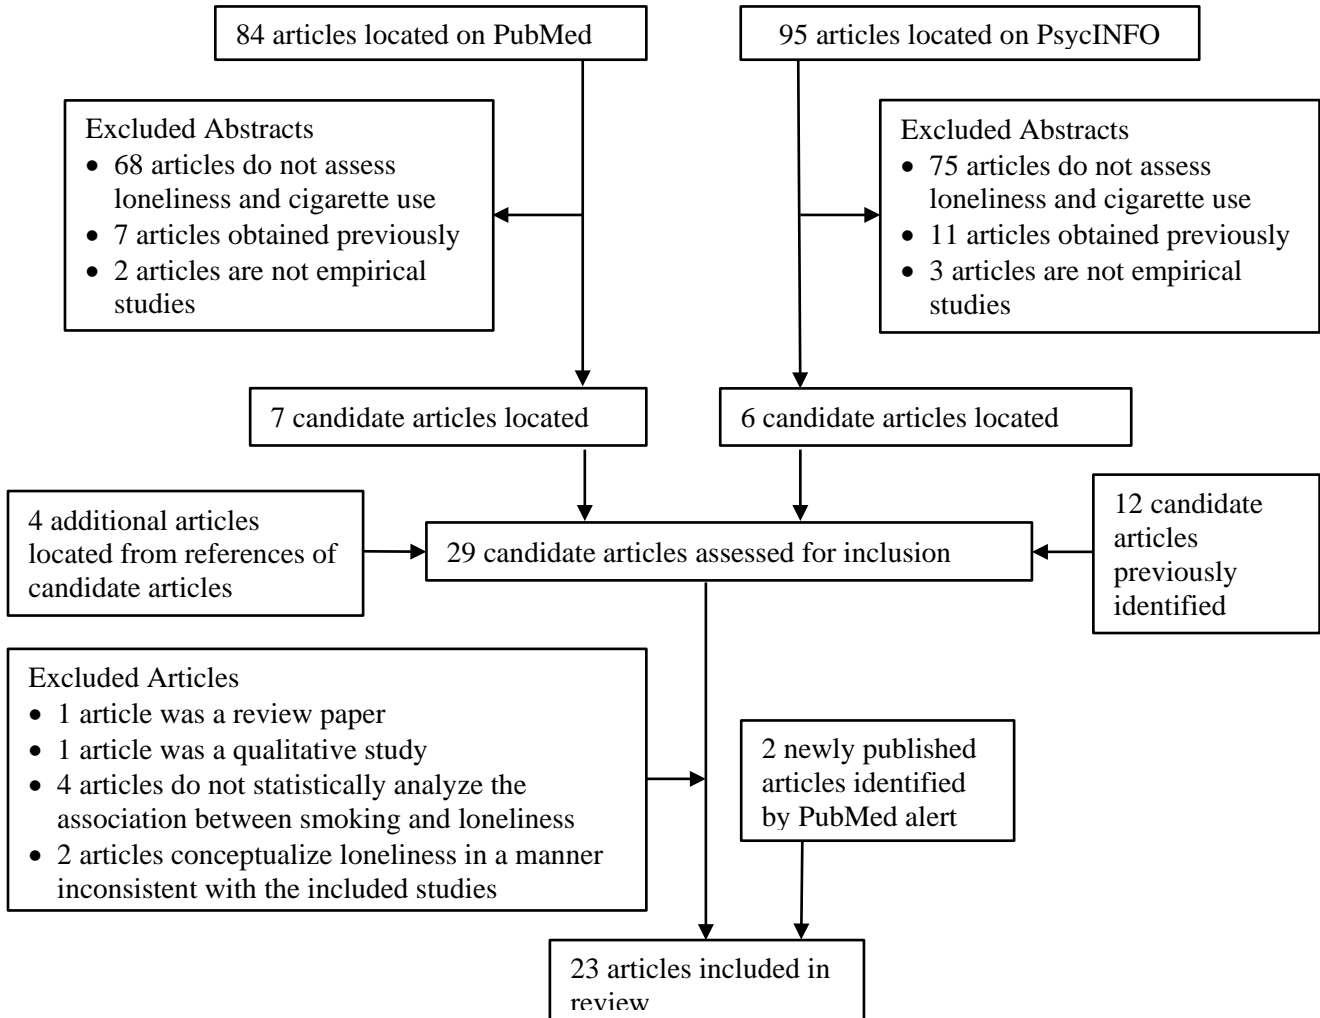 84 articles located on PubMed
95 articles located on PsycINFO
Excluded Abstracts
• 68 articles do not assess
loneliness and cigarette use
• 7 articles obtained previously
• 2 articles are not empirical
studies
Excluded Abstracts
• 75 articles do not assess
loneliness and cigarette use
• 11 articles obtained previously
• 3 articles are not empirical
studies
7 candidate articles located
6 candidate articles located
4 additional articles
located from references of
candidate articles
29 candidate articles assessed for inclusion
12 candidate
articles
previously
identified
Excluded Articles
• 1 article was a review paper
• 1 article was a qualitative study
• 4 articles do not statistically analyze the
association between smoking and loneliness
• 2 articles conceptualize loneliness in a manner
inconsistent with the included studies
2 newly published
articles identified
by PubMed alert
23 articles included in
review